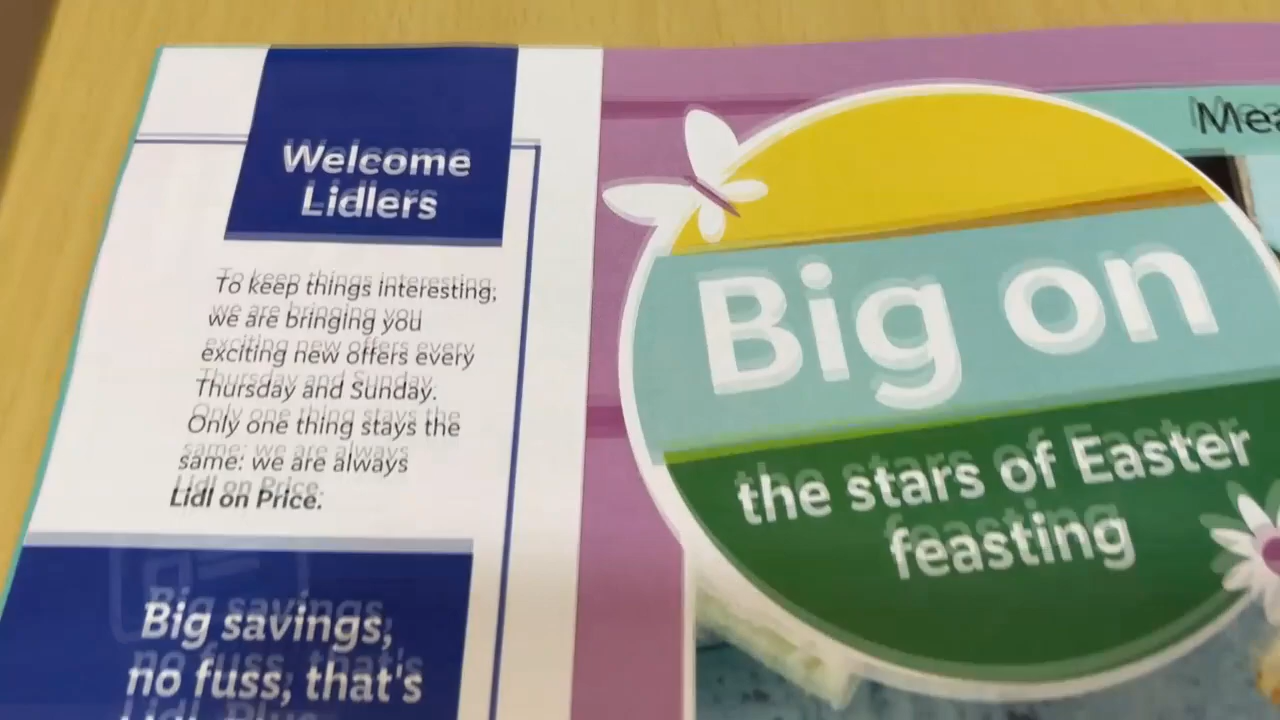 Welcome
Lidlers
To keep things interesting;
we are bringing you
exciting new offers every
Thursday and Sunday.
Only one thing stays the
same: we are always
Lidl on Price.
Big savings,
no fuss, that's
Lidl Plus
Big on
the stars of Easter
feasting